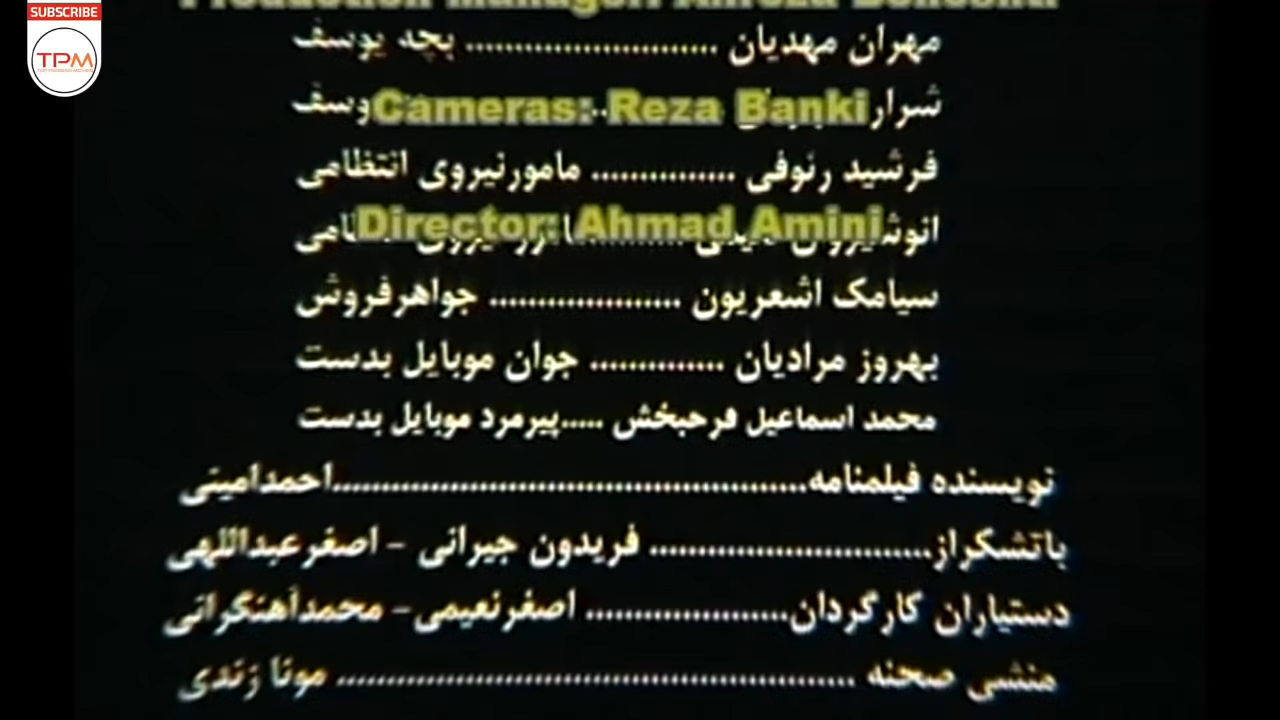 SUBSCRIBE
TPM
مهران مهدیان ........................ بچه یوسف
Cameras: Reza Banki
فرشید رنوفی ............... مامورنیروی انتظامی
Director: Ahmad Amini
سیامک اشعریون .................... جواهرفروش
بهروز مرادیان .............. جوان موبایل بدست
محمد اسماعیل فرحبخش .....پیرمرد موبایل بدست
نویسنده فیلمنامه..................................................احمدامینی
باتشکراز............................. فریدون جیرانی - اصغرعبداللهی
دستیاران کارگردان..................... اصغرنعیمی- محمدآهنگرانی
منشی صحنه ....................................................... مونا زندی